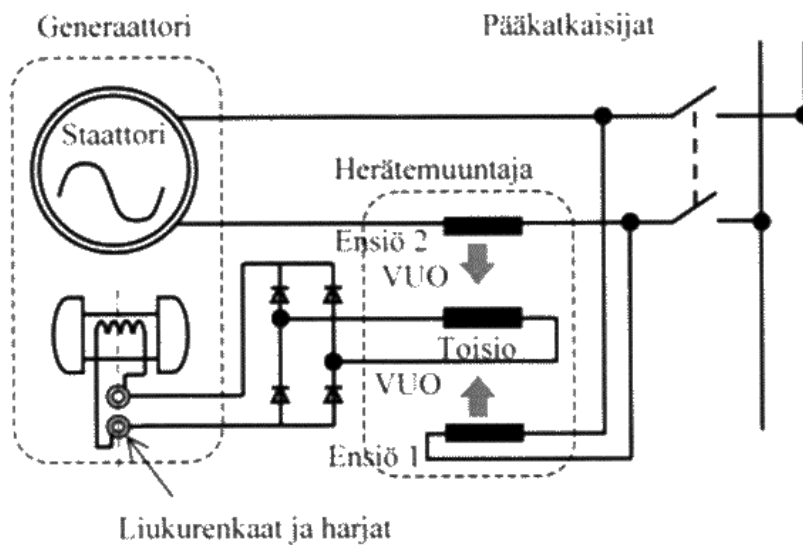 Generaattori
Pääkatkaisijat
Staattori
Herätemuuntaja
Ensiö 2
VUO
Toisio
VUO
Ensiö 1
Liukurenkaat ja harjat